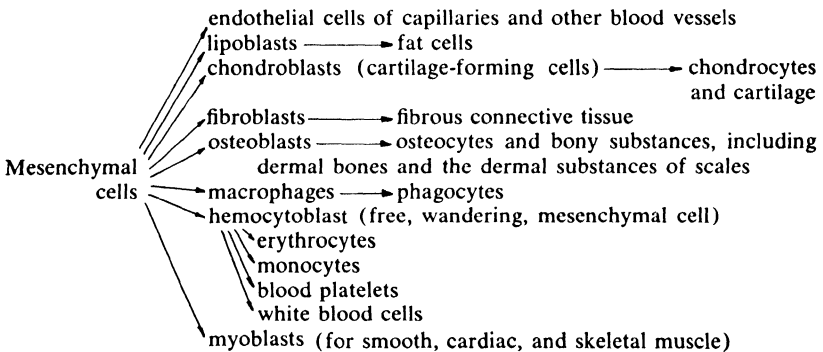 endothelial cells of capillaries and other blood vessels
lipoblasts fat cells
chondroblasts (cartilage-forming cells) chondrocytes
and cartilage
fibroblasts fibrous connective tissue
osteoblasts osteocytes and bony substances, including
dermal bones and the dermal substances of scales
Mesenchymal
cells
macrophages phagocytes
hemocytoblast (free, wandering, mesenchymal cell)
erythrocytes
monocytes
blood platelets
white blood cells
myoblasts (for smooth, cardiac, and skeletal muscle)